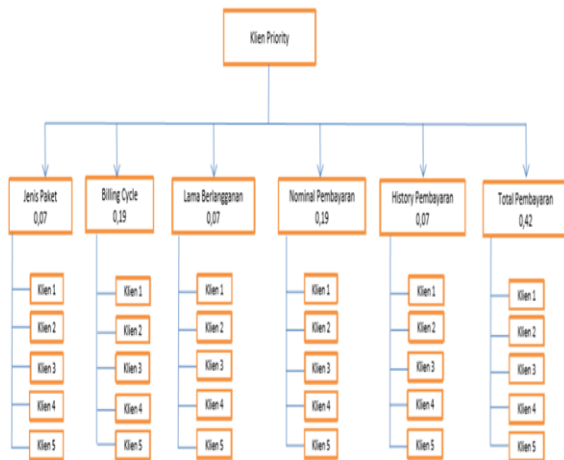 Klien Priority
Jenis Paket
0,07
Billing Cycle
0,19
Lama Berlangganan
0,07
Nominal Pembayaran
0,19
History Pembayaran
0,07
Total Pembayaran
0,42
Klien 1
Klien 2
Klien 3
Klien 4
Klien 5
Klien 1
Klien 2
Klien 3
Klien 4
Klien 5
Klien 1
Klien 2
Klien 3
Klien 4
Klien 5
Klien 1
Klien 2
Klien 3
Klien 4
Klien 5
Klien 1
Klien 2
Klien 3
Klien 4
Klien 5
Klien 1
Klien 2
Klien 3
Klien 4
Klien 5